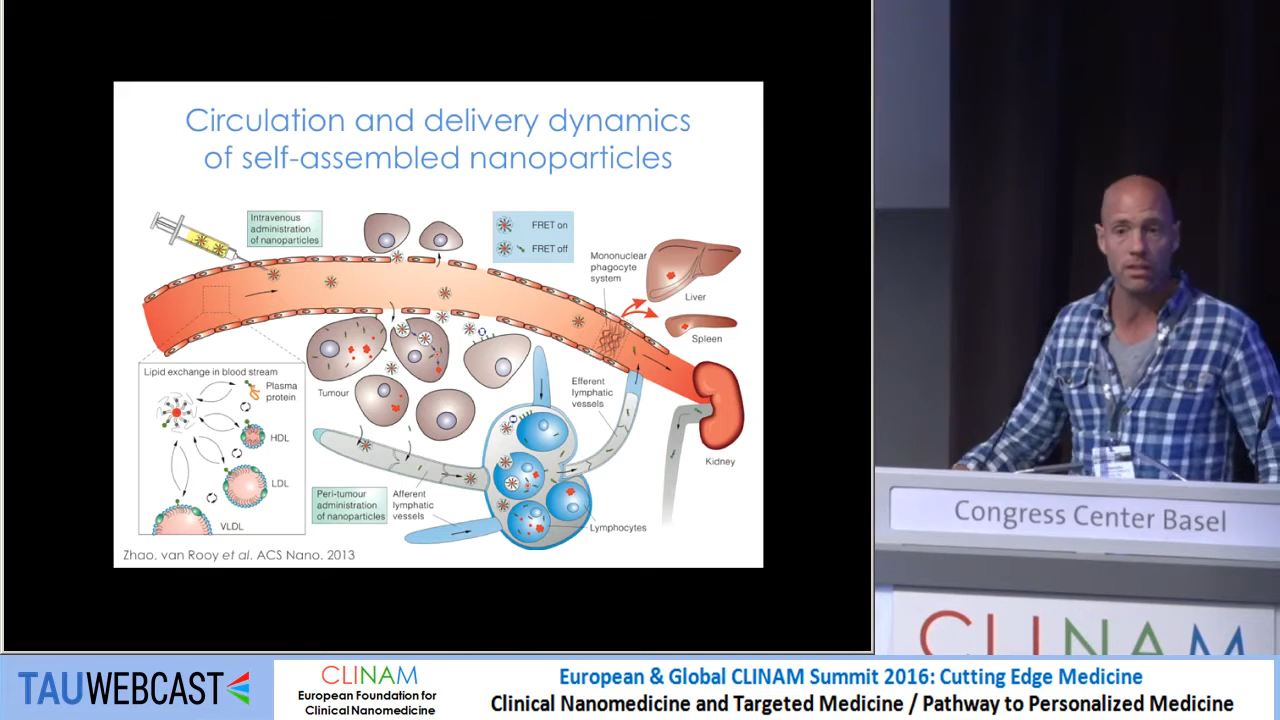 Circulation and delivery dynamics
of self-assembled nanoparticles
Intravenous
administration
of nanoparticles
FRET on
FRET off
Mononuclear
phagocyte
system
Liver
Spleen
Lipid exchange in blood stream
Plasma
protein
HDL
LDL
VLDL
Tumour
Efferent
lymphatic
vessels
Kidney
Peri-tumour
administration
of nanoparticles
Afferent
lymphatic
vessels
Lymphocytes
Zhao, van Rooy et al. ACS Nano. 2013
Congress Center Basel
CLINAM
TAUWEBCAST
CLINAM
European Foundation for
Clinical Nanomedicine
European & Global CLINAM Summit 2016: Cutting Edge Medicine
Clinical Nanomedicine and Targeted Medicine / Pathway to Personalized Medicine